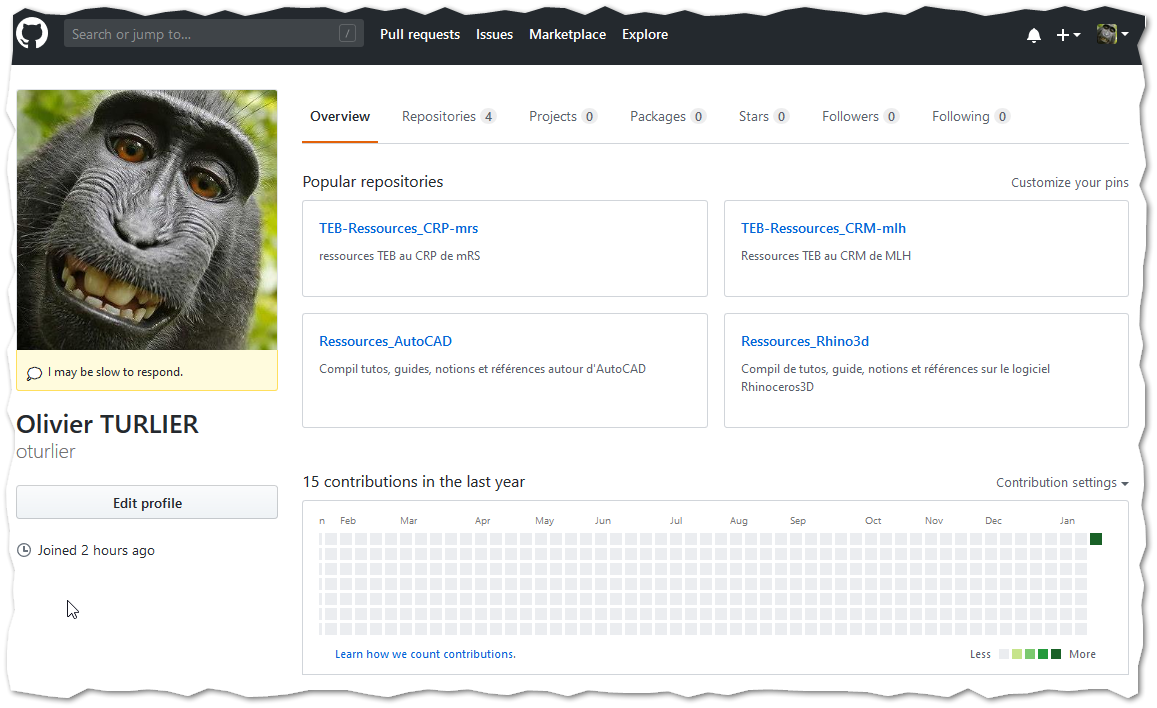 Search or jump to... /
Pull requests Issues Marketplace Explore
Overview Repositories 4 Projects 0 Packages 0 Stars 0 Followers 0 Following 0
Popular repositories
Customize your pins
TEB-Ressources_CRP-mrs
ressources TEB au CRP de mRS
TEB-Ressources_CRM-mlh
Ressources TEB au CRM de MLH
Ressources_AutoCAD
Compil tutos, guides, notions et références autour d'AutoCAD
Ressources_Rhino3d
Compil de tutos, guide, notions et références sur le logiciel
Rhinoceros3D
I may be slow to respond.
Olivier TURLIER
oturlier
Edit profile
Joined 2 hours ago
15 contributions in the last year
Contribution settings
n Feb Mar Apr May Jun Jul Aug Sep Oct Nov Dec Jan
Learn how we count contributions.
Less More